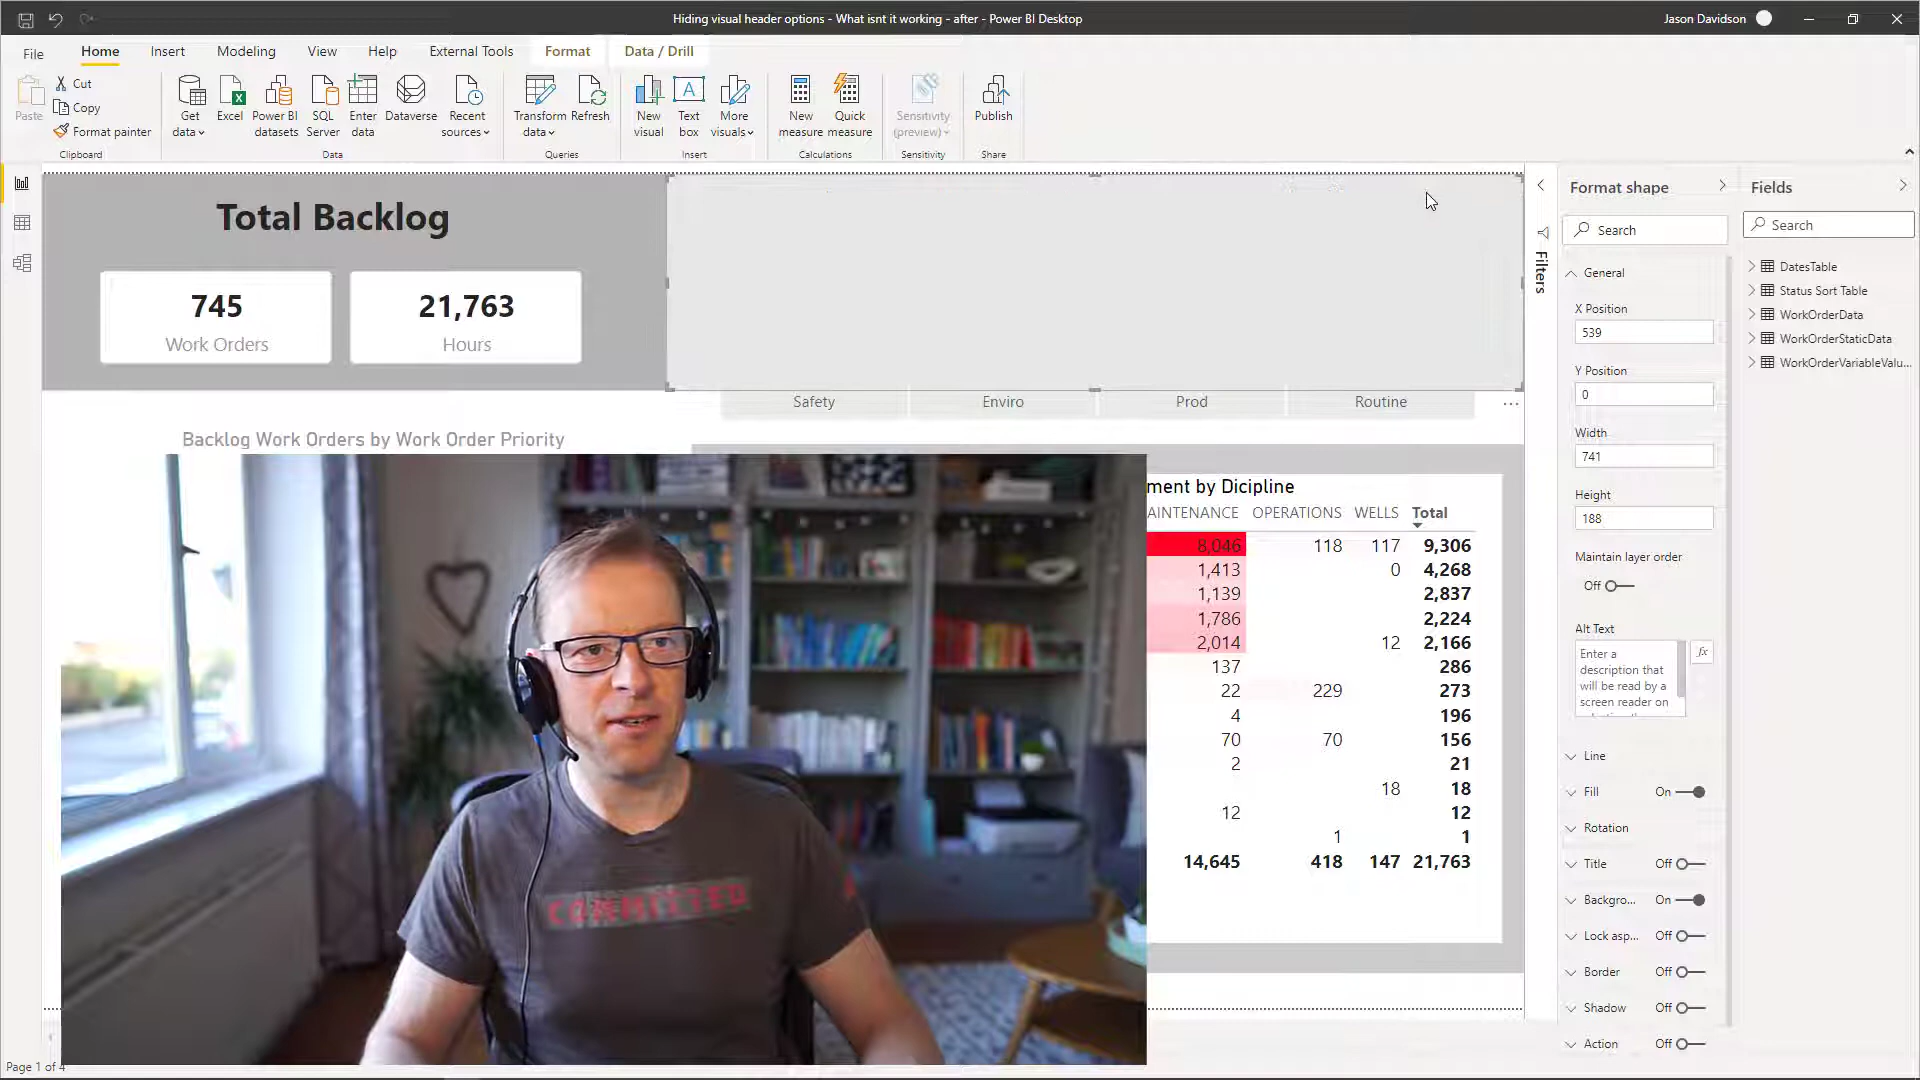 Hiding visual header options - What isnt it working - after - Power BI Desktop
Jason Davidson
File Home Insert Modeling View Help External Tools Format Data / Drill
Paste
Cut
Copy
Format painter
Clipboard
Get data
Excel
Power BI datasets
SQL Server
Enter data
Dataverse
Recent sources
Data
Transform data
Refresh
Queries
New visual
Text box
More visuals
Insert
New measure
Quick measure
Calculations
Sensitivity (preview)
Sensitivity
Publish
Share
Total Backlog
745
Work Orders
21,763
Hours
Safety Enviro Prod Routine
Backlog Work Orders by Work Order Priority
ment by Dicipline
AINTENANCE OPERATIONS WELLS Total
8,046 118 117 9,306
1,413 0 4,268
1,139 2,837
1,786 2,224
2,014 12 2,166
137 286
22 229 273
4 196
70 70 156
2 21
18 18
12 12
1 1
14,645 418 147 21,763
COMMITTED
Filters
Format shape
Search
General
X Position
539
Y Position
0
Width
741
Height
188
Maintain layer order
Off
Alt Text
Enter a
description that
will be read by a
screen reader on
fx
Line
Fill On
Rotation
Title Off
Backgro... On
Lock asp... Off
Border Off
Shadow Off
Action Off
Fields
Search
DatesTable
Status Sort Table
WorkOrderData
WorkOrderStaticData
WorkOrderVariableValu...
Page 1 of 4